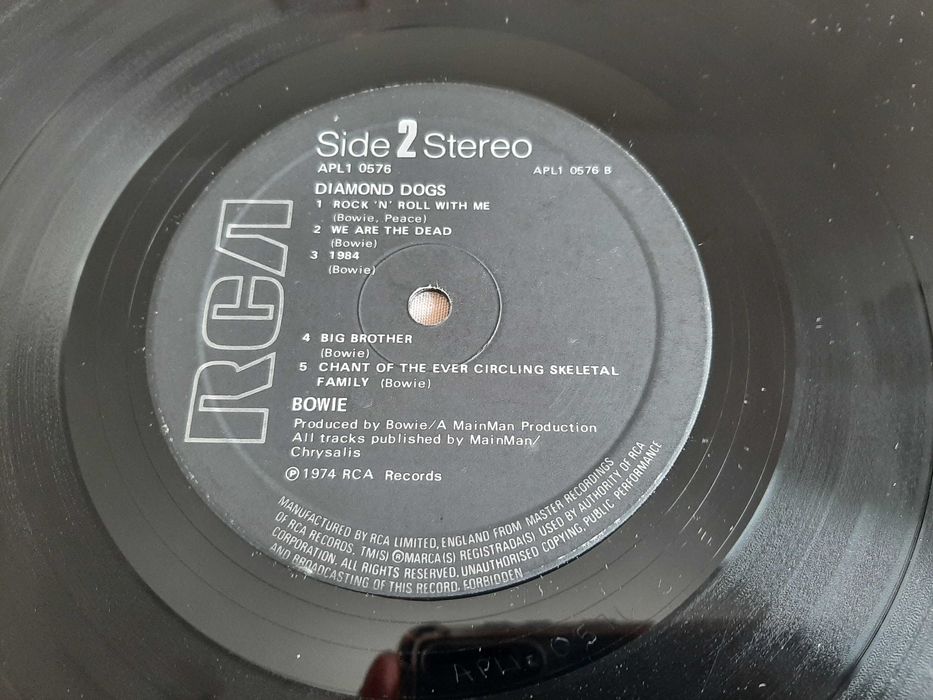 RCA
Side 2 Stereo
APL1 0576 APL1 0576 B
DIAMOND DOGS
1 ROCK 'N' ROLL WITH ME
(Bowie, Peace)
2 WE ARE THE DEAD
(Bowie)
3 1984
(Bowie)
4 BIG BROTHER
(Bowie)
5 CHANT OF THE EVER CIRCLING SKELETAL
FAMILY (Bowie)
BOWIE
Produced by Bowie/A MainMan Production
All tracks published by MainMan/
Chrysalis
Ⓟ1974 RCA Records
MANUFACTURED BY RCA LIMITED, ENGLAND FROM MASTER RECORDINGS
OF RCA RECORDS. TM(S) ®MARCA(S) REGISTRADA(S) USED BY AUTHORITY OF RCA
CORPORATION. ALL RIGHTS RESERVED. UNAUTHORISED COPYING, PUBLIC PERFORMANCE
AND BROADCASTING OF THIS RECORD, FORBIDDEN